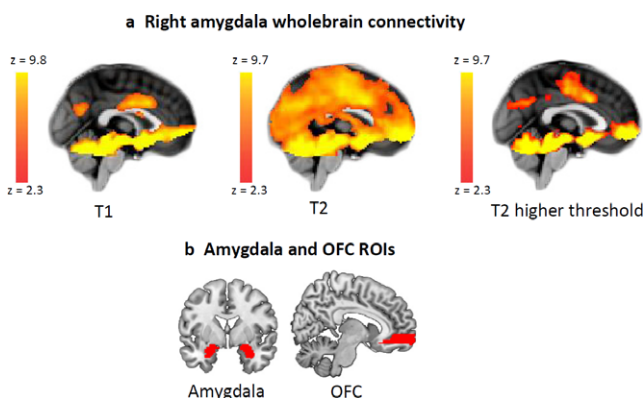 a Right amygdala wholebrain connectivity
z = 9.8
z = 9.7
z = 9.7
z = 2.3
z = 2.3
z = 2.3
T1
T2
T2 higher threshold
b Amygdala and OFC ROIs
Amygdala
OFC